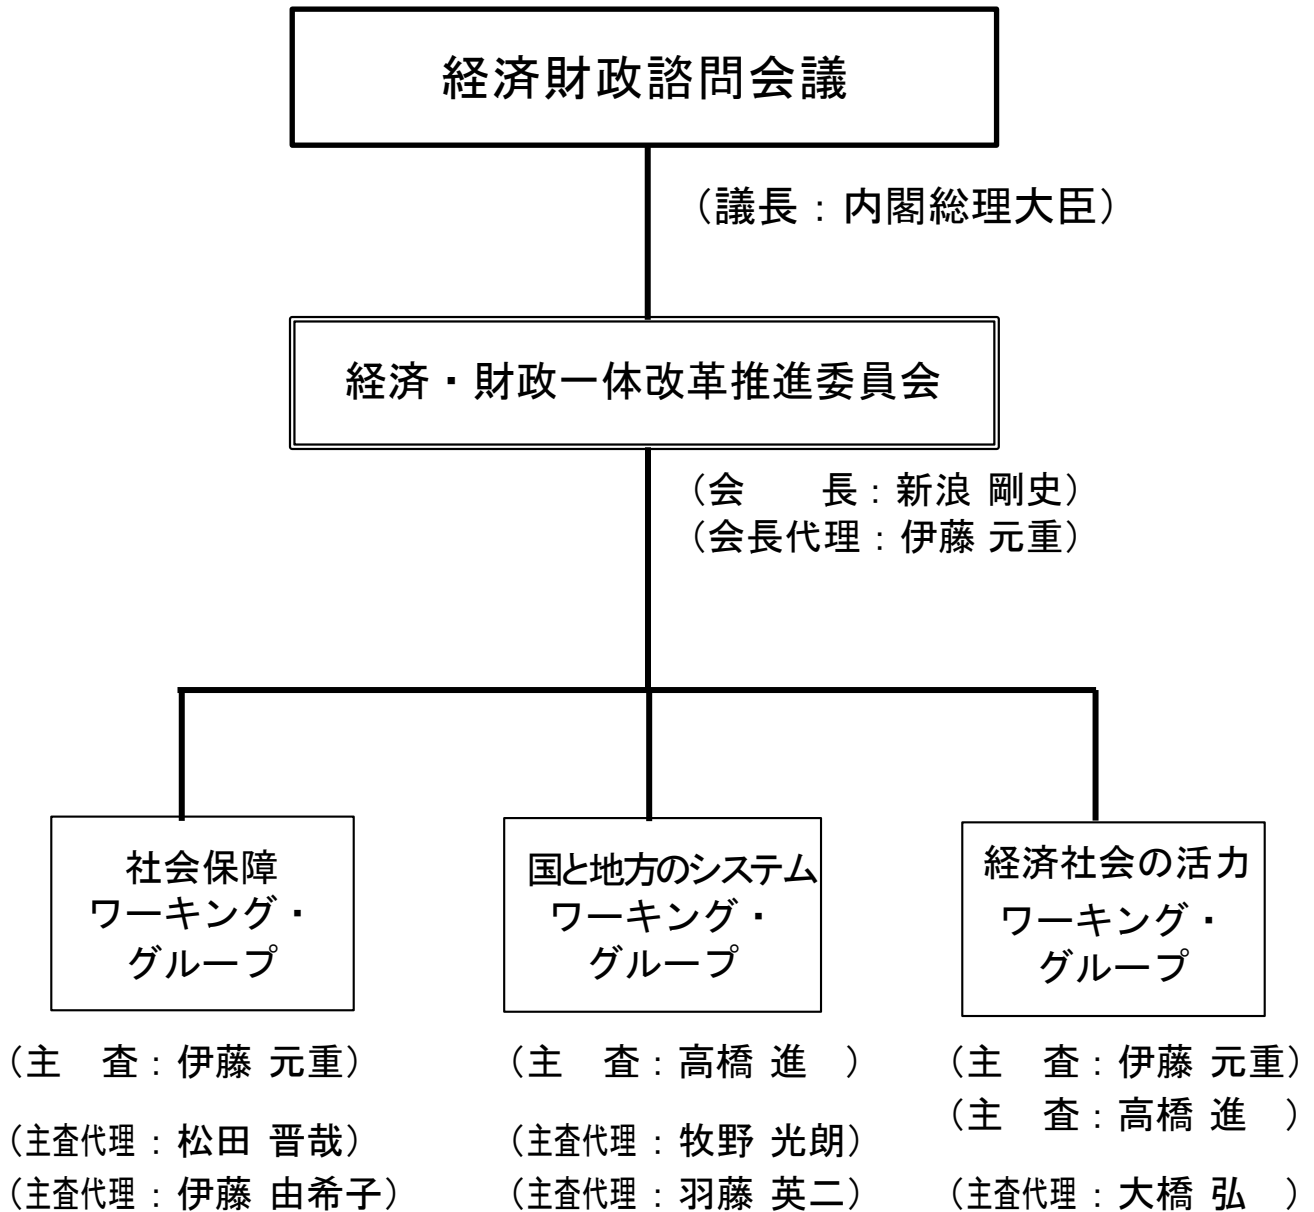 経済財政諮問会議
（議長：内閣総理大臣）
経済・財政一体改革推進委員会
（会　　長：新浪 剛史）
（会長代理：伊藤 元重）
社会保障
ワーキング・
グループ
（主　査：伊藤 元重）
（主査代理：松田 晋哉）
（主査代理：伊藤 由希子）
国と地方のシステム
ワーキング・
グループ
（主　査：高橋 進　）
（主査代理：牧野 光朗）
（主査代理：羽藤 英二）
経済社会の活力
ワーキング・
グループ
（主　査：伊藤 元重）
（主　査：高橋 進　）
（主査代理：大橋 弘　）